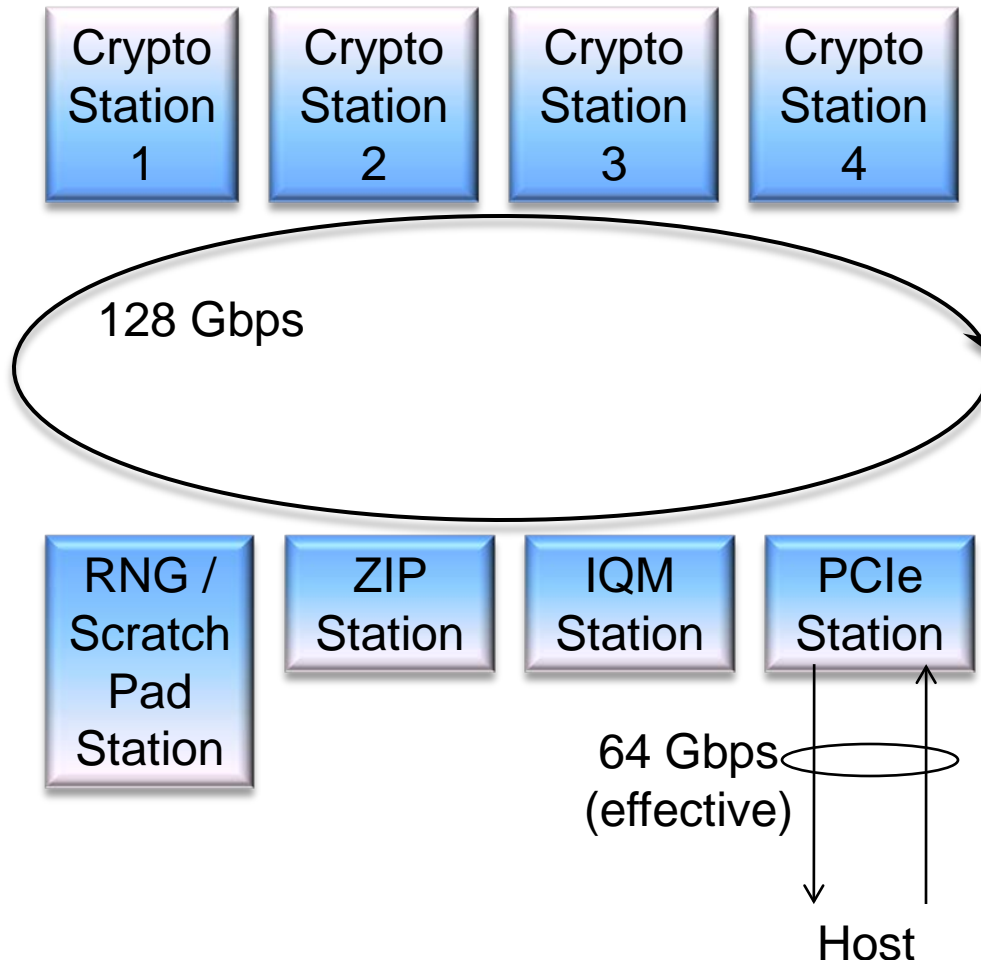 Crypto
Station
1
Crypto
Station
2
Crypto
Station
3
Crypto
Station
4
128 Gbps
RNG /
Scratch
Pad
Station
ZIP
Station
IQM
Station
PCIe
Station
64 Gbps
(effective)
Host